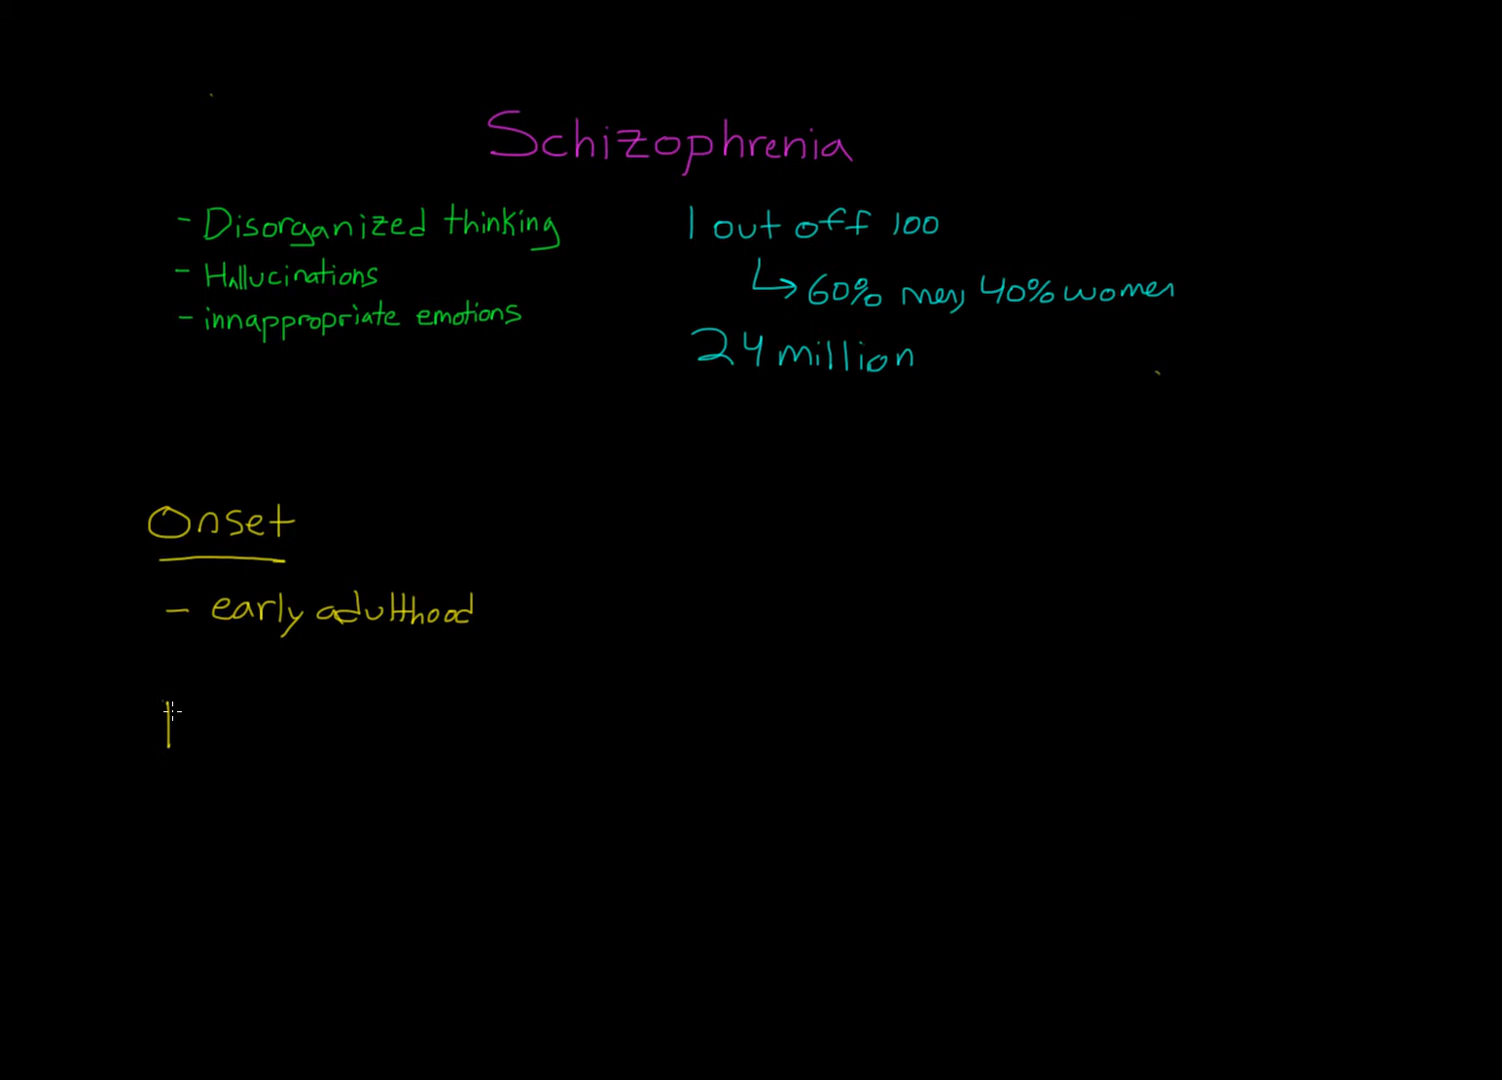 Schizophrenia
- Disorganized thinking
- Hallucinations
- innappropriate emotions
1 out off 100
↳ 60% men, 40% women
24 million
Onset
- early adulthood